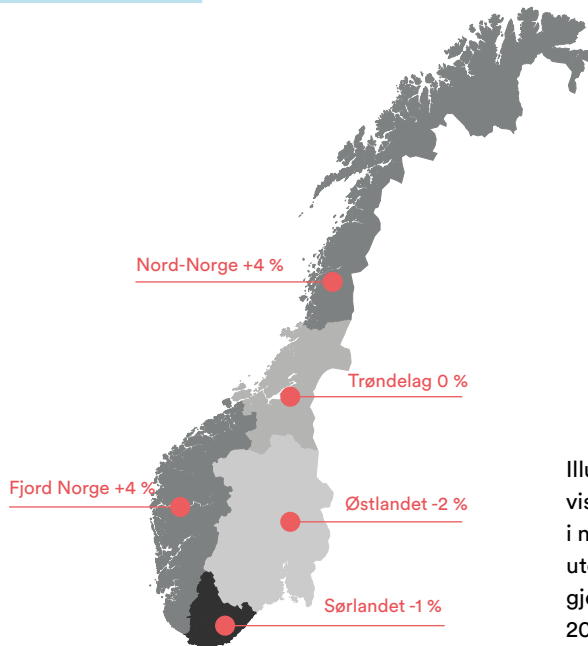 Nord-Norge +4 %
Trøndelag 0 %
Fjord Norge +4 %
Østlandet -2 %
Sørlandet -1 %